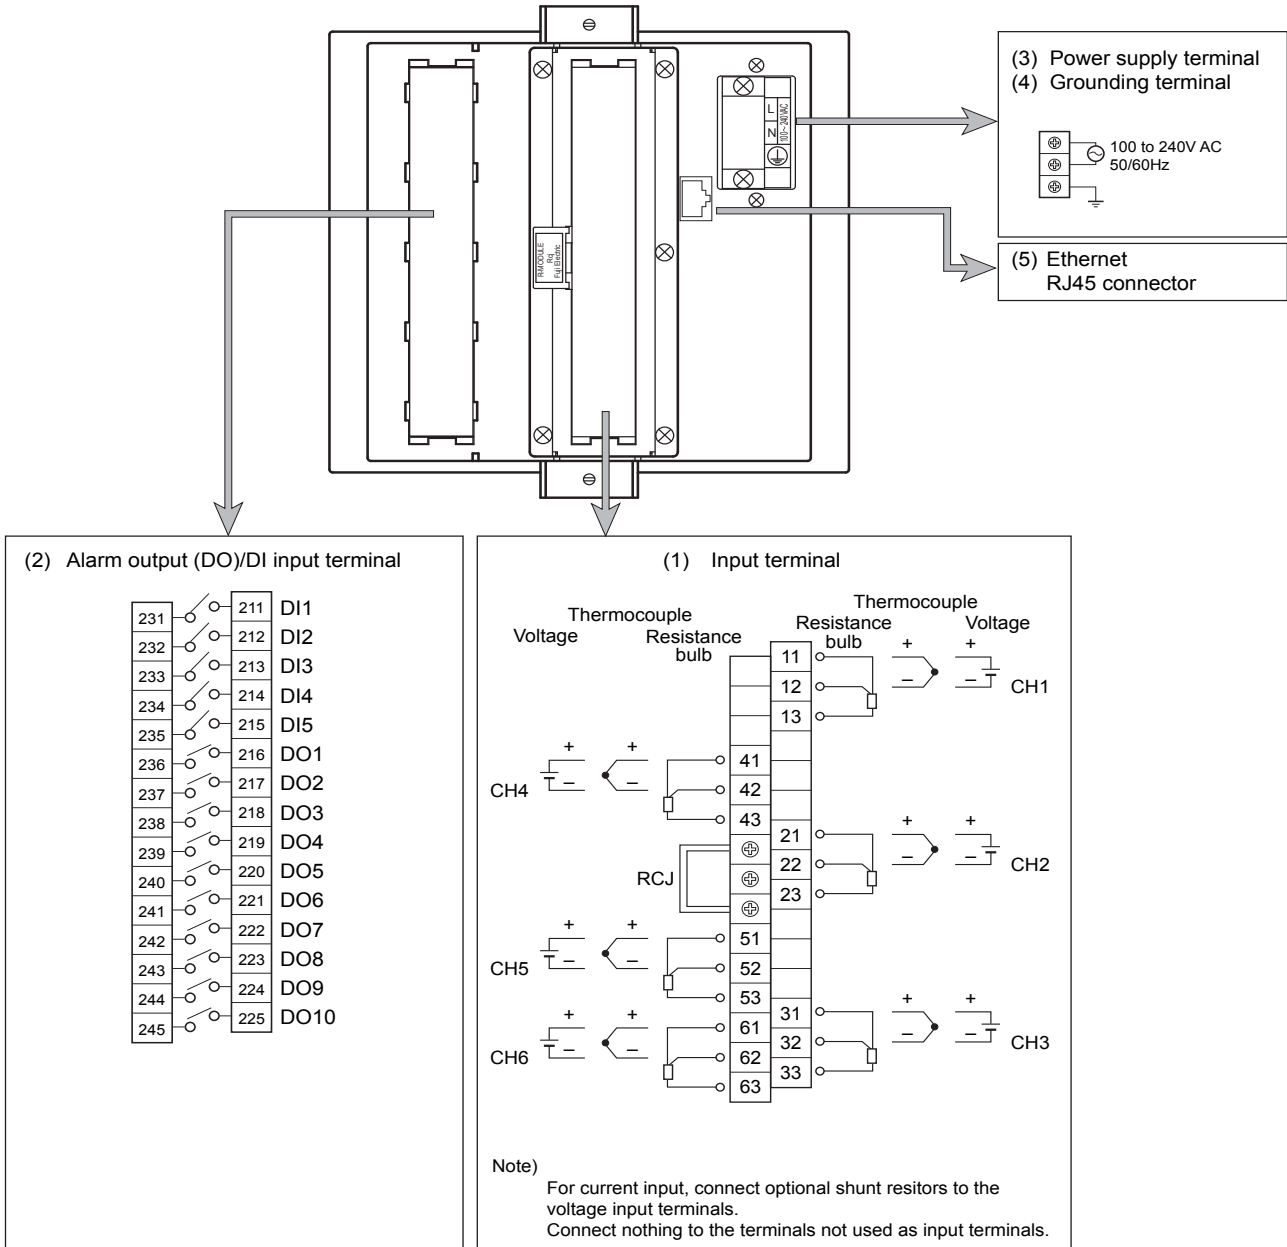 L
N
100~240VAC
R-MODULE
Rq
Fuji Electric
(3) Power supply terminal
(4) Grounding terminal
100 to 240V AC
50/60Hz
(5) Ethernet
RJ45 connector
(2) Alarm output (DO)/DI input terminal
231 211 DI1
232 212 DI2
233 213 DI3
234 214 DI4
235 215 DI5
236 216 DO1
237 217 DO2
238 218 DO3
239 219 DO4
240 220 DO5
241 221 DO6
242 222 DO7
243 223 DO8
244 224 DO9
245 225 DO10
(1) Input terminal
Thermocouple
Voltage
Resistance
bulb
Thermocouple
Resistance
bulb
Voltage
11 + +
12 − − CH1
13
+ + 41
CH4 − − 42
43
21 + +
22 − − CH2
23
RCJ
+ + 51
CH5 − − 52
53
31 + +
32 − − CH3
33
+ + 61
CH6 − − 62
63
Note)
For current input, connect optional shunt resitors to the
voltage input terminals.
Connect nothing to the terminals not used as input terminals.